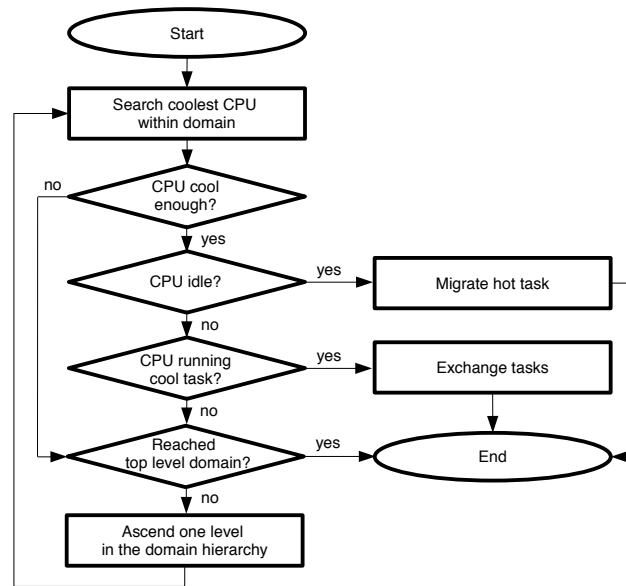 Start
Search coolest CPU
within domain
no
CPU cool
enough?
yes
CPU idle?
yes
Migrate hot task
no
CPU running
cool task?
yes
Exchange tasks
no
Reached
top level domain?
yes
End
no
Ascend one level
in the domain hierarchy